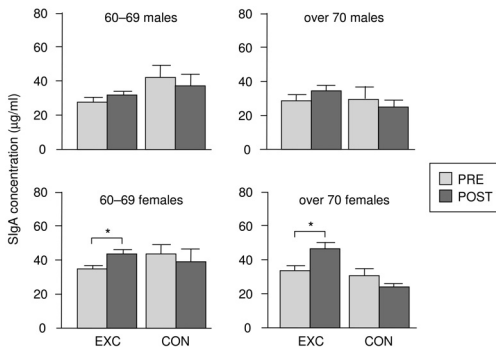 60–69 males
over 70 males
80
60
40
20
0
80
60
40
20
0
SIgA concentration (μg/ml)
PRE
POST
60–69 females
over 70 females
80
60
40
20
0
*
80
60
40
20
0
*
EXC
CON
EXC
CON